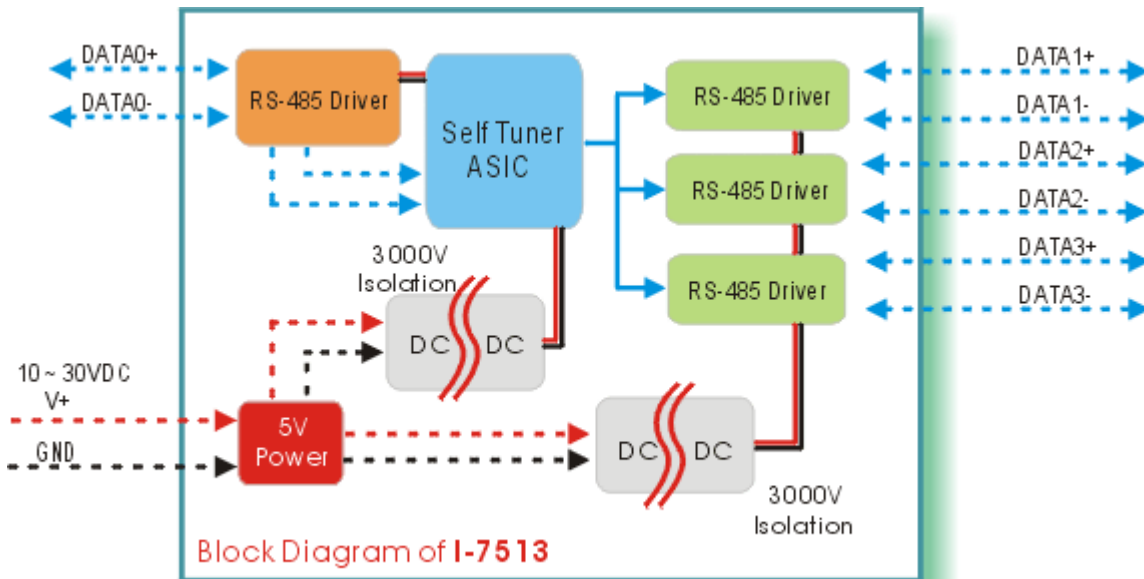 DATA0+
DATA0-
RS-485 Driver
Self Tuner
ASIC
RS-485 Driver
RS-485 Driver
RS-485 Driver
DATA1+
DATA1-
DATA2+
DATA2-
DATA3+
DATA3-
3000V
Isolation
DC DC
10~30VDC
V+
GND
5V
Power
DC DC
3000V
Isolation
Block Diagram of I-7513